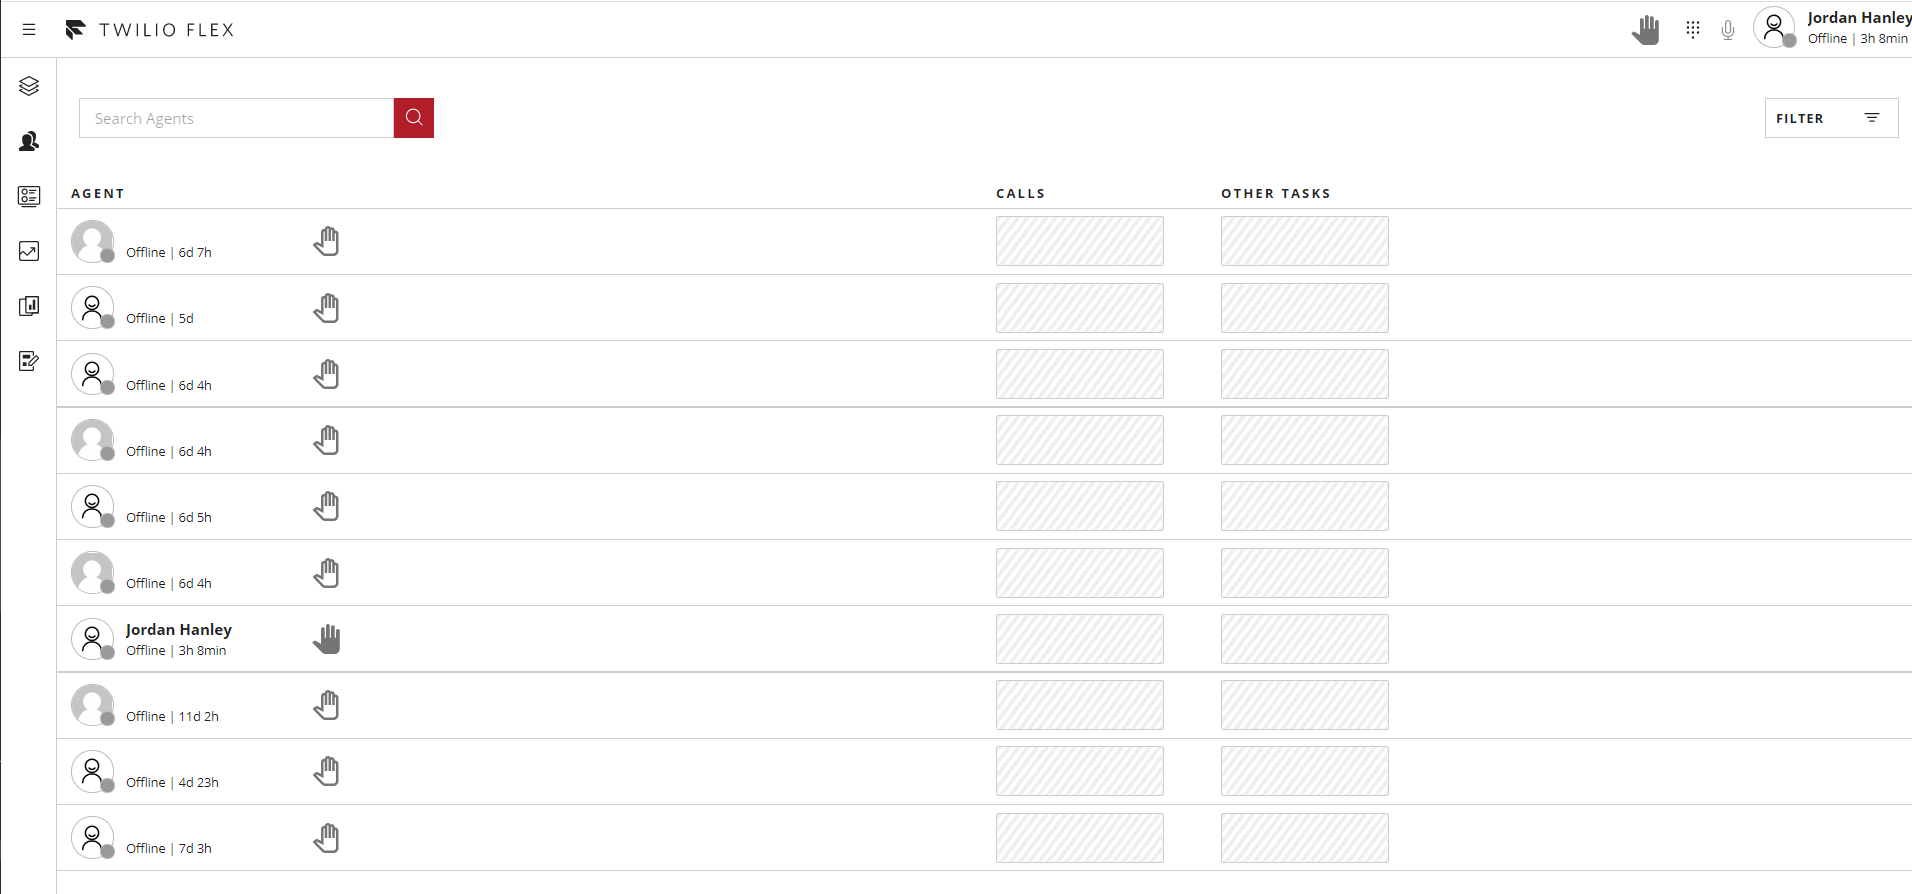 TWILIO FLEX
Jordan Hanley
Offline | 3h 8min
Search Agents
FILTER
AGENT
CALLS
OTHER TASKS
Offline | 6d 7h
Offline | 5d
Offline | 6d 4h
Offline | 6d 4h
Offline | 6d 5h
Offline | 6d 4h
Jordan Hanley
Offline | 3h 8min
Offline | 11d 2h
Offline | 4d 23h
Offline | 7d 3h